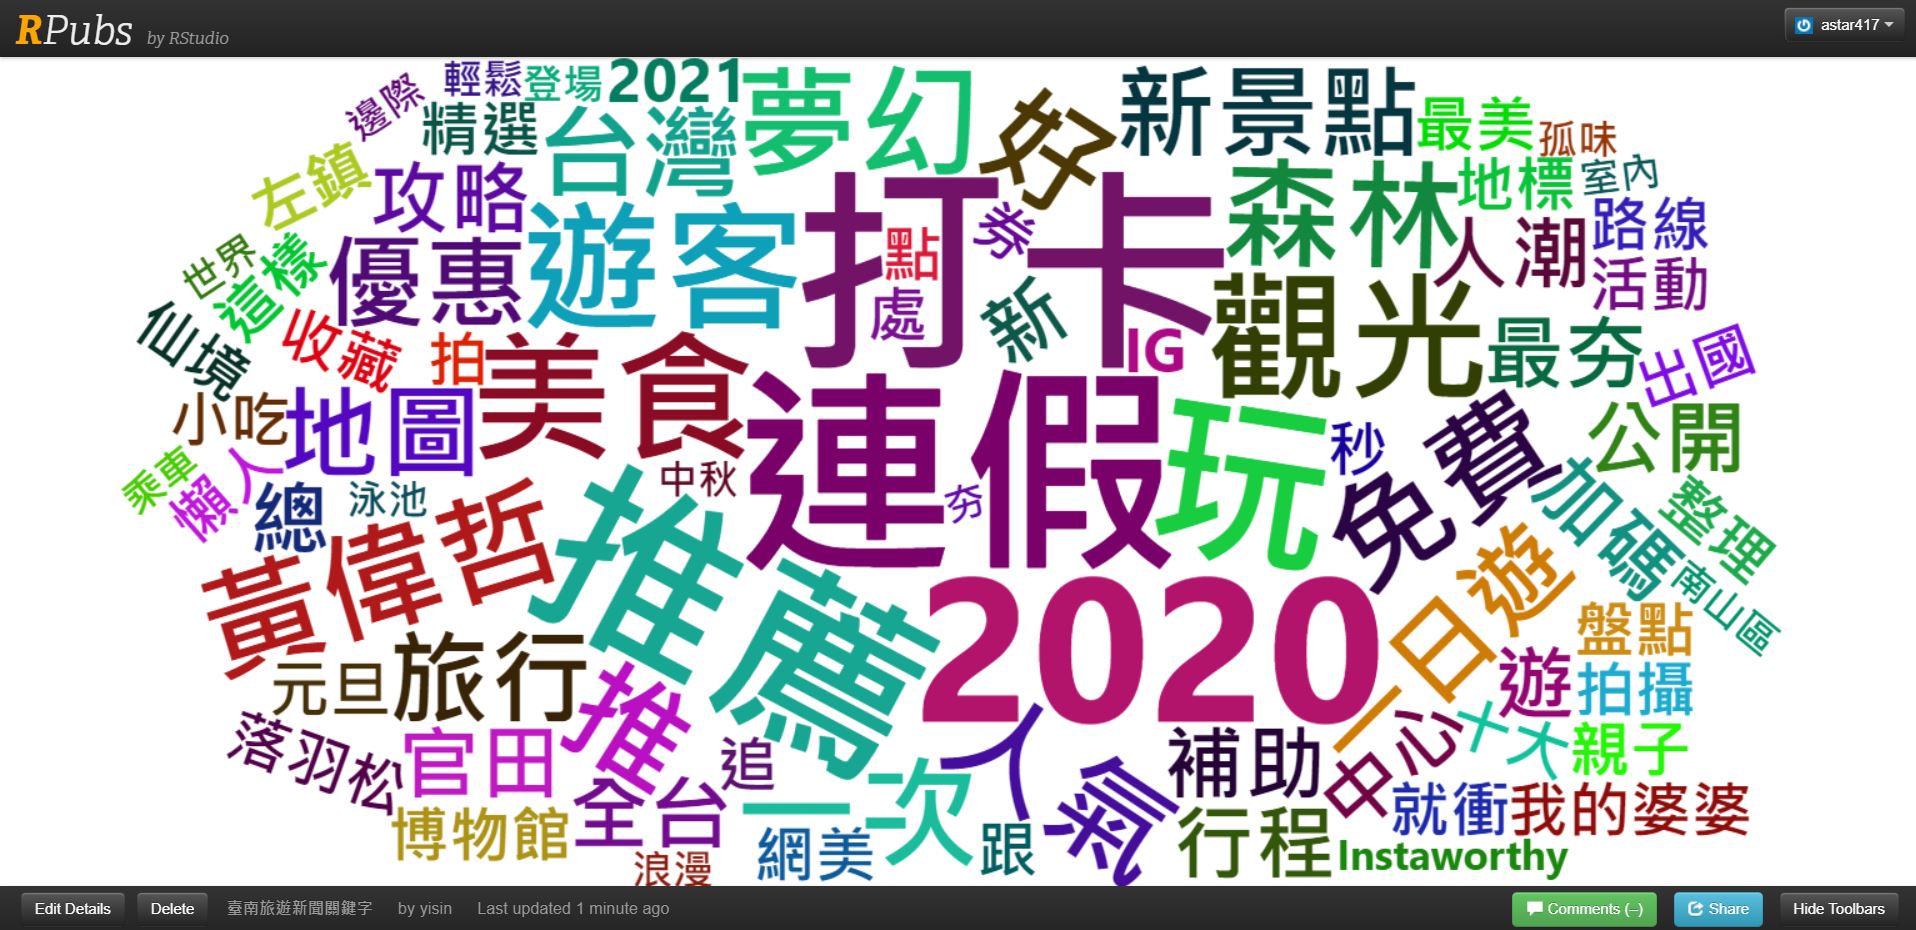 RPubs by RStudio
astar417
輕鬆
登場
2021
夢幻
好
新景點
最美
孤味
邊際
精選
台灣
打卡
券
點
處
新
IG
森林
地標
室內
左鎮
攻略
遊客
人潮
路線
活動
世界
這樣
優惠
觀光
最夯
出國
仙境
收藏
拍
美食
連假
玩
秒
免費
公開
小吃
地圖
中秋
夯
加碼
整理
乘車
懶人
總
泳池
推薦
南山區
黃偉哲
2020
一日遊
盤點
元旦
旅行
推
遊
拍攝
落羽松
官田
追
人氣
補助
中心
十大
親子
博物館
全台
一次
網美
跟
行程
就衝
我的婆婆
浪漫
Instaworthy
Edit Details
Delete
臺南旅遊新聞關鍵字
by yisin
Last updated 1 minute ago
Comments (–)
Share
Hide Toolbars